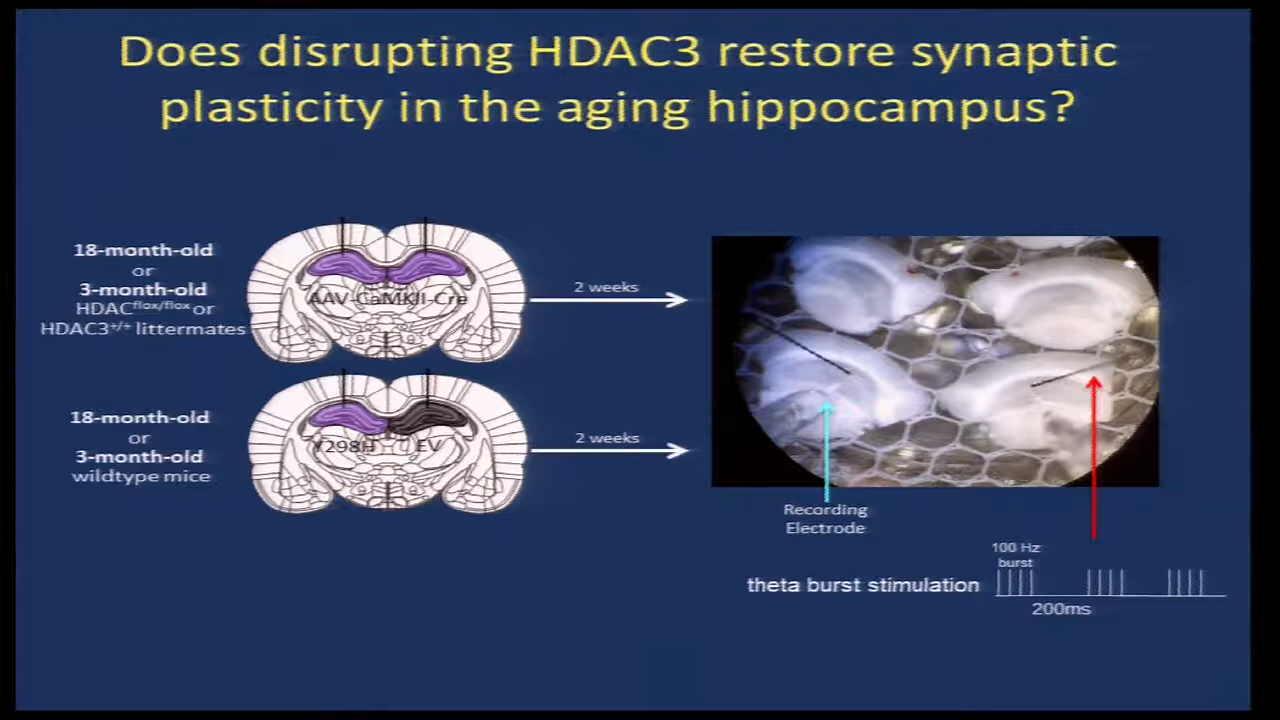 Does disrupting HDAC3 restore synaptic
plasticity in the aging hippocampus?
18-month-old
or
3-month-old
HDACflox/flox or
HDAC3+/+ littermates
AAV-CaMKII-Cre
2 weeks
18-month-old
or
3-month-old
wildtype mice
Y298H
EV
2 weeks
Recording
Electrode
100 Hz
burst
theta burst stimulation
200ms